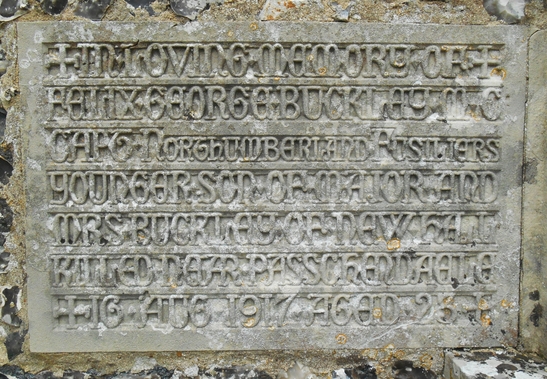 + IN LOVING MEMORY OF +
FELIX GEORGE BUCKLEY M.C.
CAPT. NORTHUMBERLAND FUSILIERS
YOUNGER SON OF MAJOR AND
MRS BUCKLEY OF NEW HALL
KILLED NEAR PASSCHENDAELE
+ 16 AUG 1917 AGED 25 +